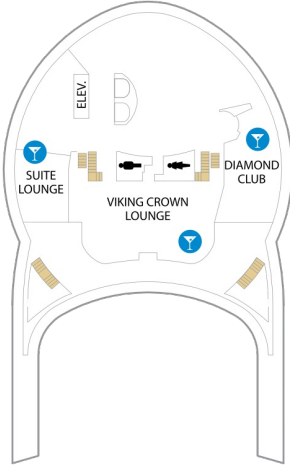 ELEV.
SUITE
LOUNGE
DIAMOND
CLUB
VIKING CROWN
LOUNGE